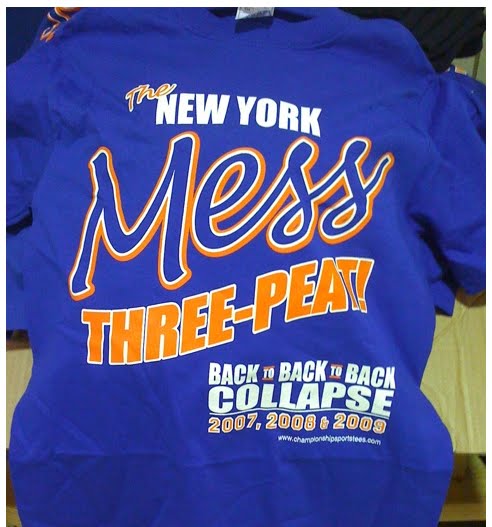 The
NEW YORK
Mess
THREE-PEAT!
BACK TO BACK TO BACK
COLLAPSE
2007, 2008 & 2009
www.championshipsportstees.com